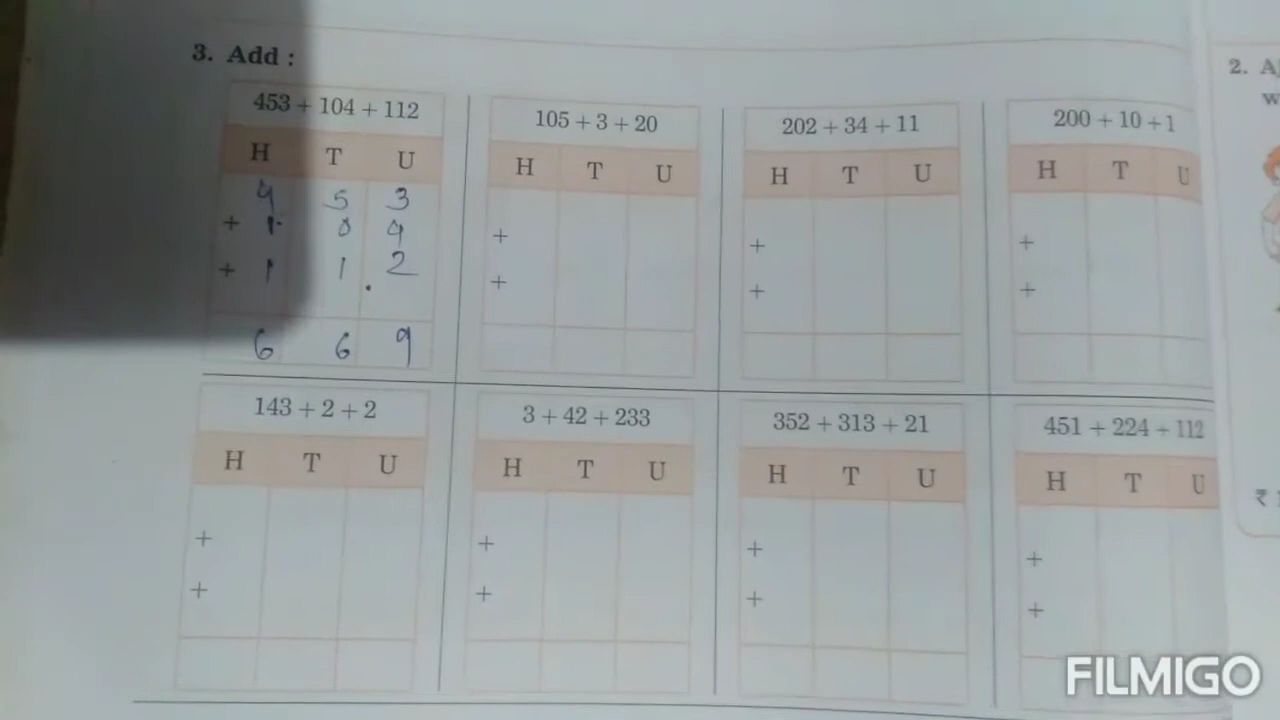 3. Add :
453 + 104 + 112
H T U
4 5 3
+ 1 0 4
+ 1 1 . 2
6 6 9
105 + 3 + 20
H T U
+
+
202 + 34 + 11
H T U
+
+
200 + 10 + 1
H T U
+
+
143 + 2 + 2
H T U
+
+
3 + 42 + 233
H T U
+
+
352 + 313 + 21
H T U
+
+
451 + 224 + 112
H T U
+
+
2. A
w
₹
FILMIGO